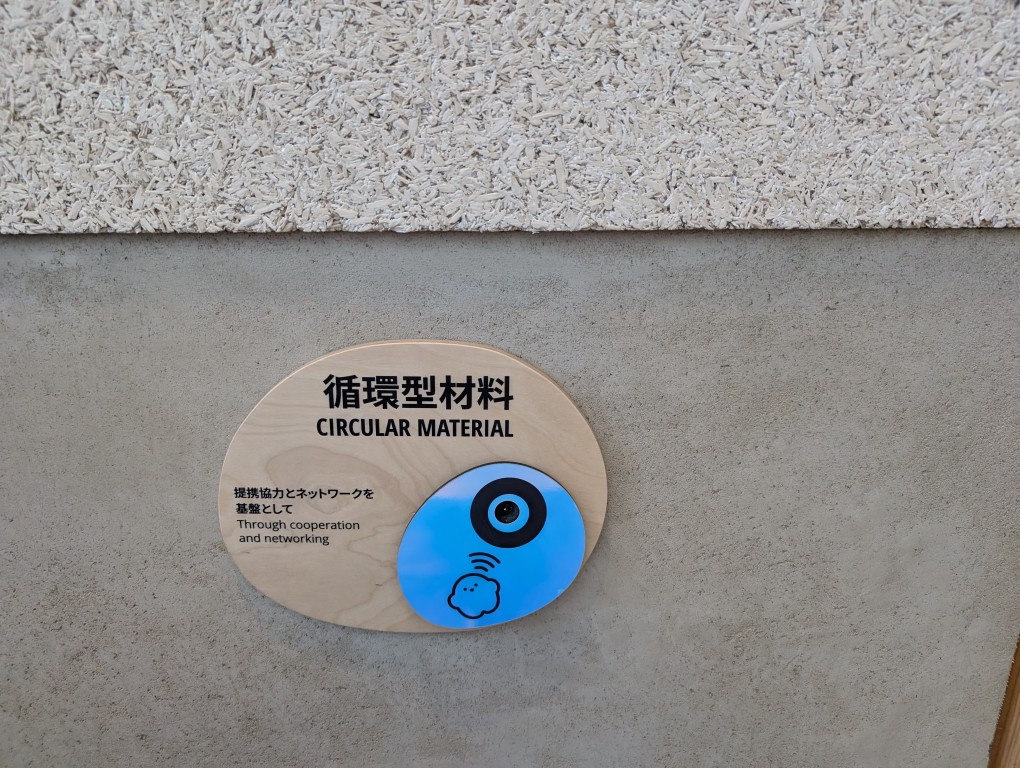 循環型材料
CIRCULAR MATERIAL
提携協力とネットワークを
基盤として
Through cooperation
and networking